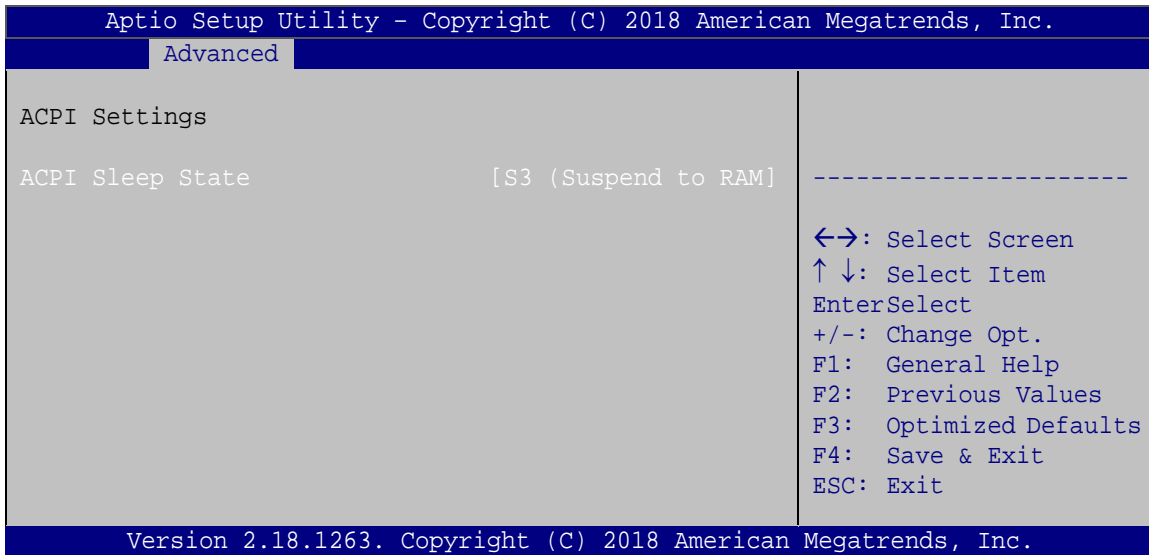 Aptio Setup Utility – Copyright (C) 2018 American Megatrends, Inc.
Advanced
ACPI Settings
ACPI Sleep State [S3 (Suspend to RAM]
----------------------
←→: Select Screen
↑ ↓: Select Item
EnterSelect
+/-: Change Opt.
F1: General Help
F2: Previous Values
F3: Optimized Defaults
F4: Save & Exit
ESC: Exit
Version 2.18.1263. Copyright (C) 2018 American Megatrends, Inc.